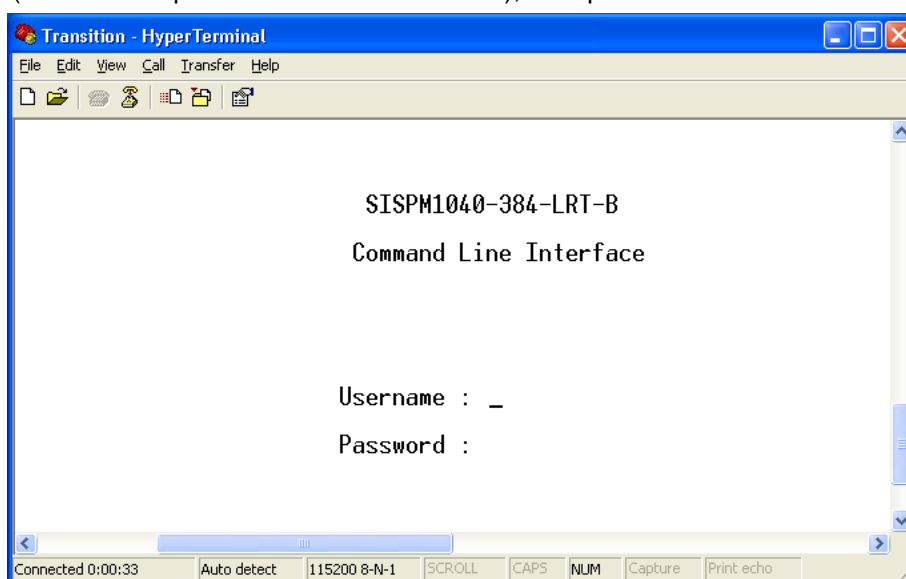 Transition - HyperTerminal
File Edit View Call Transfer Help
SISPM1040-384-LRT-B
Command Line Interface
Username : _
Password :
Connected 0:00:33 Auto detect 115200 8-N-1 SCROLL CAPS NUM Capture Print echo